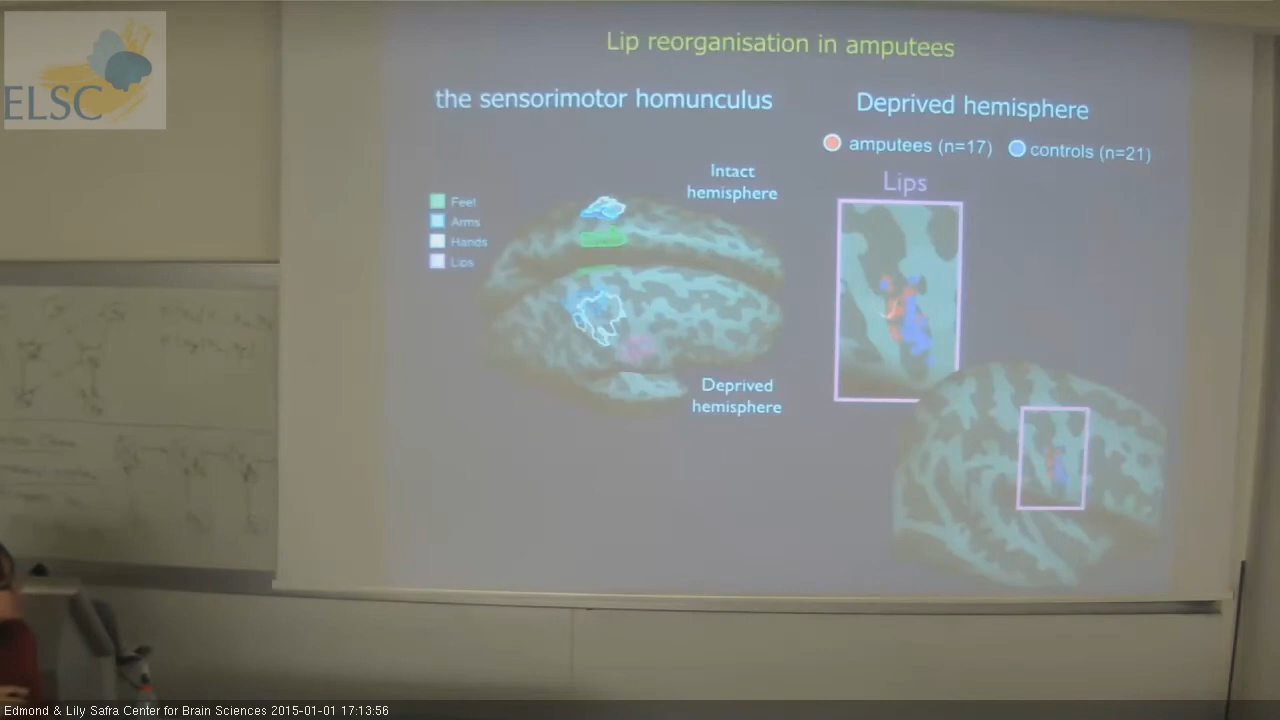 ELSC
Lip reorganisation in amputees
the sensorimotor homunculus
Deprived hemisphere
amputees (n=17)
controls (n=21)
Intact
hemisphere
Lips
Feet
Arms
Hands
Lips
Deprived
hemisphere
Edmond & Lily Safra Center for Brain Sciences 2015-01-01 17:13:56